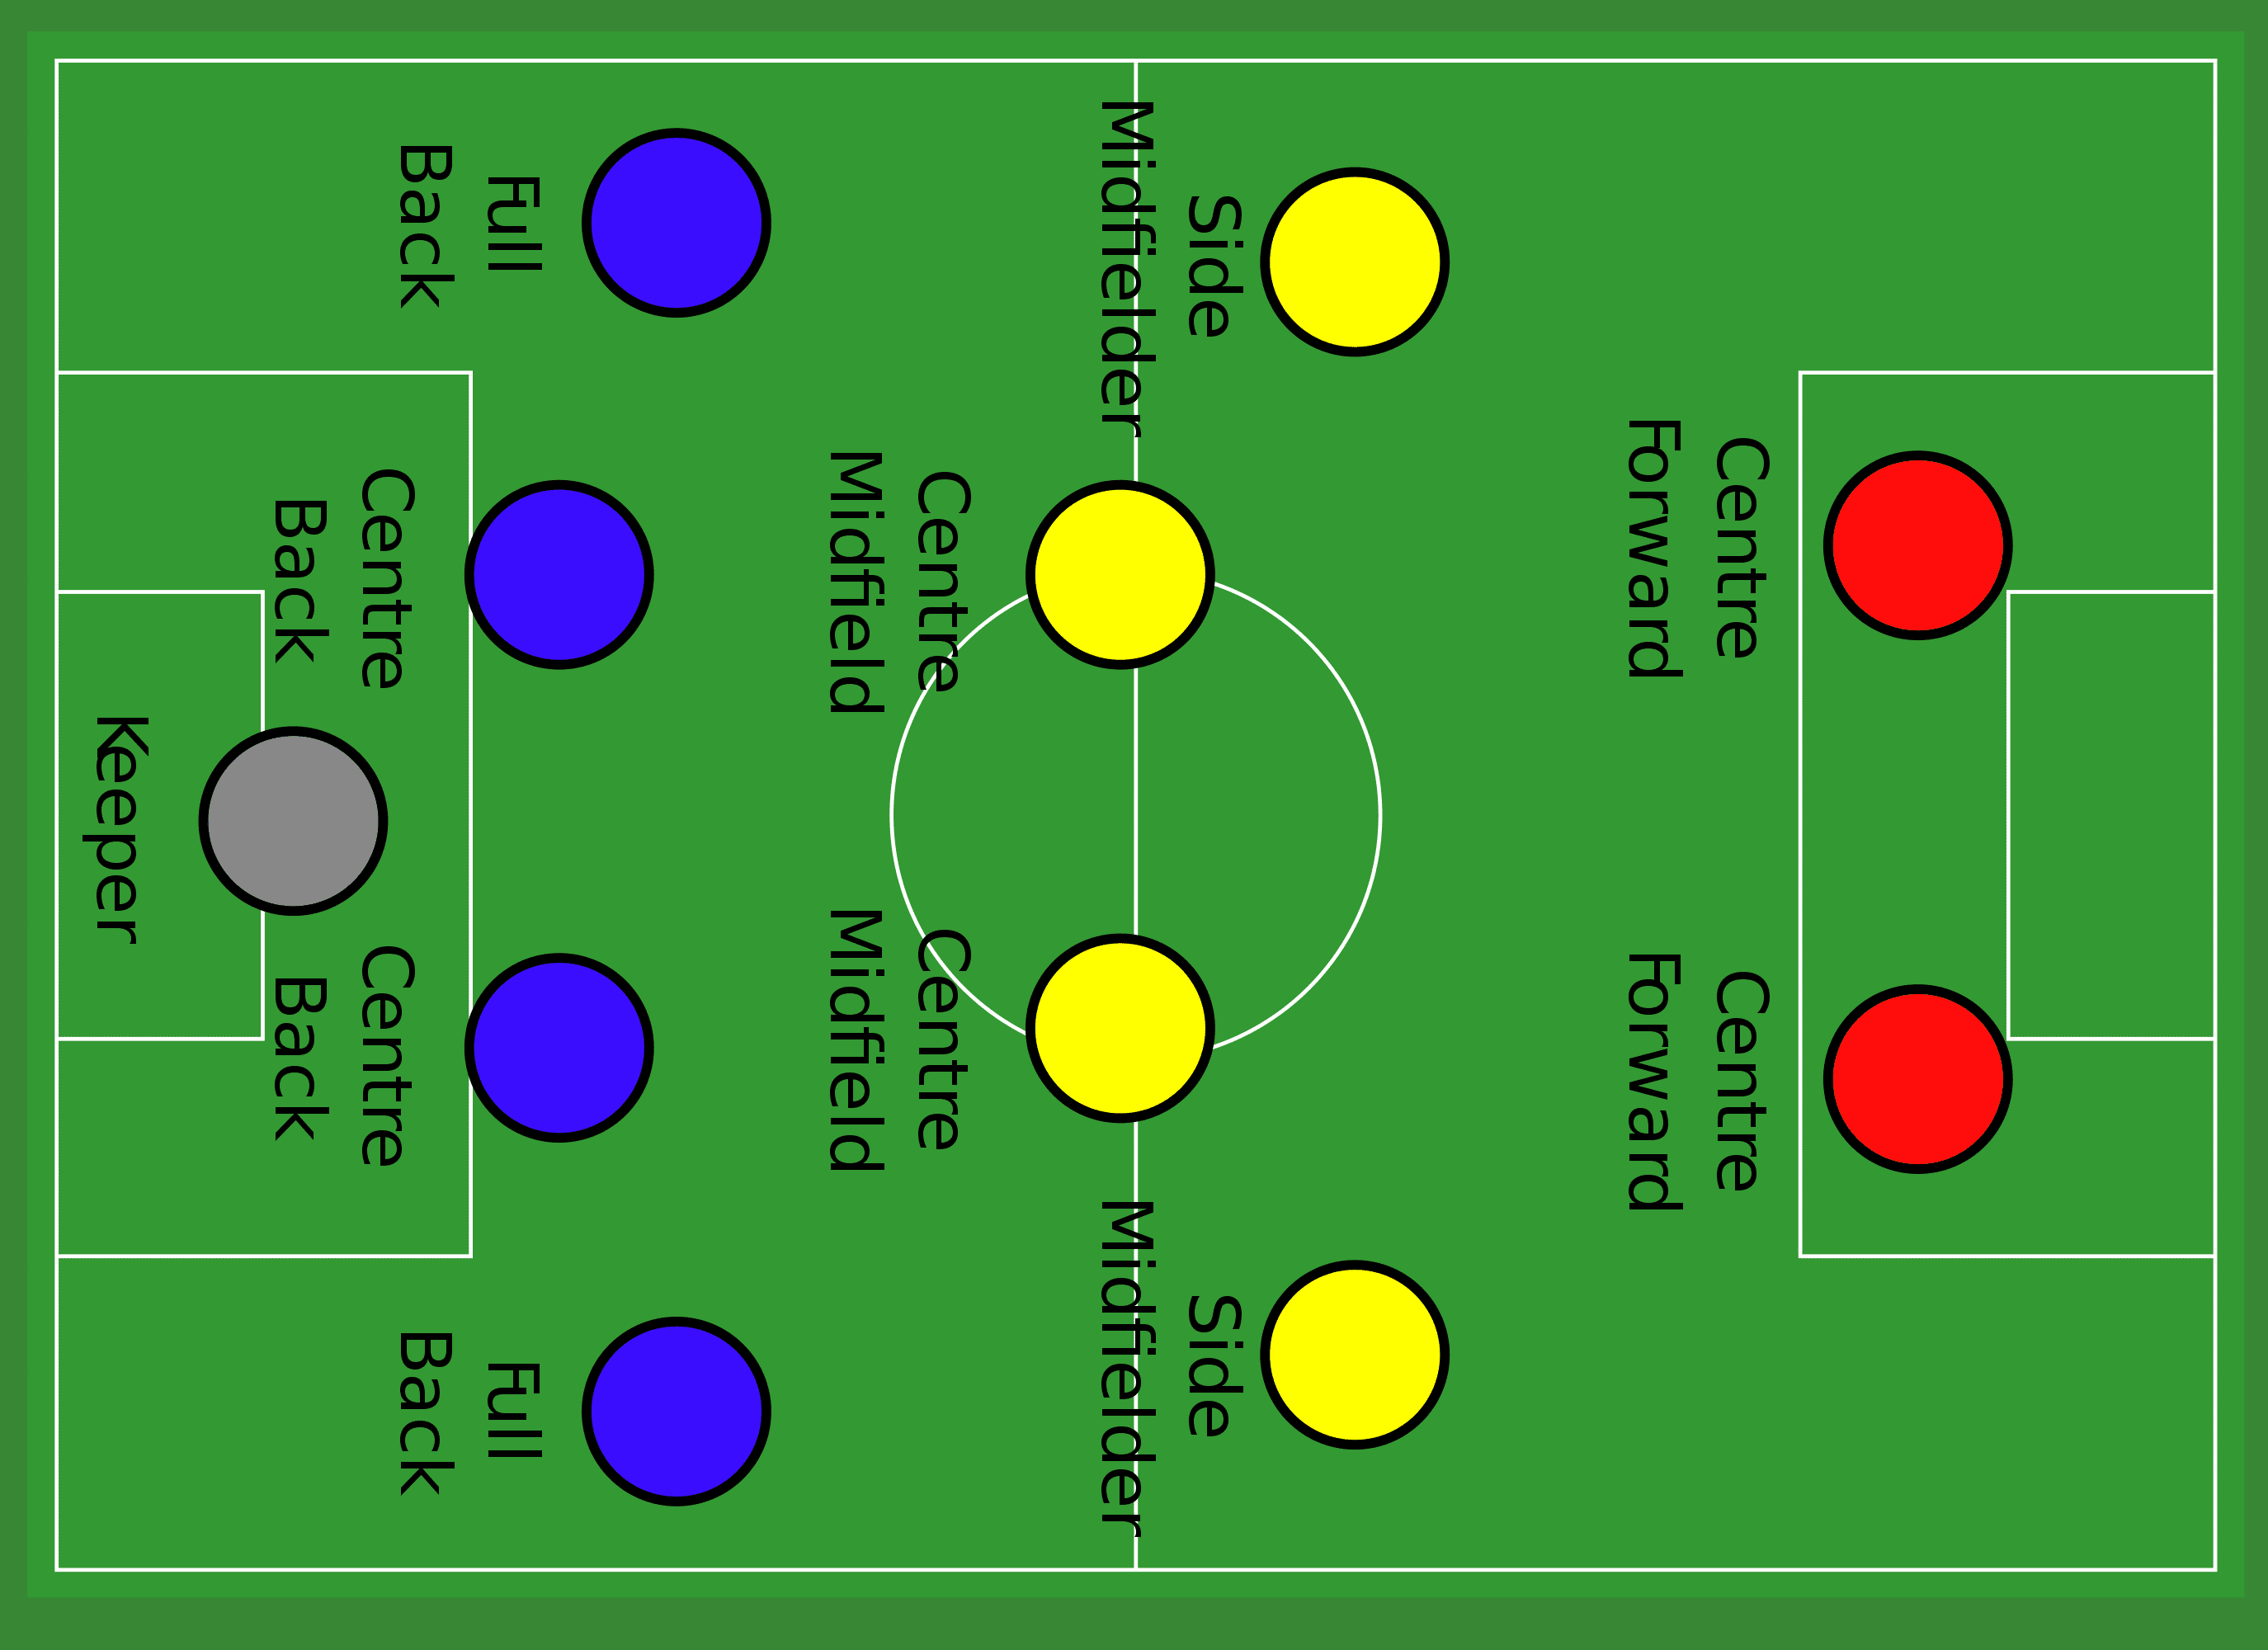 Centre
Forward
Centre
Forward
Side
Midfielder
Side
Midfielder
Centre
Midfield
Centre
Midfield
Full
Back
Full
Back
Centre
Back
Centre
Back
Keeper